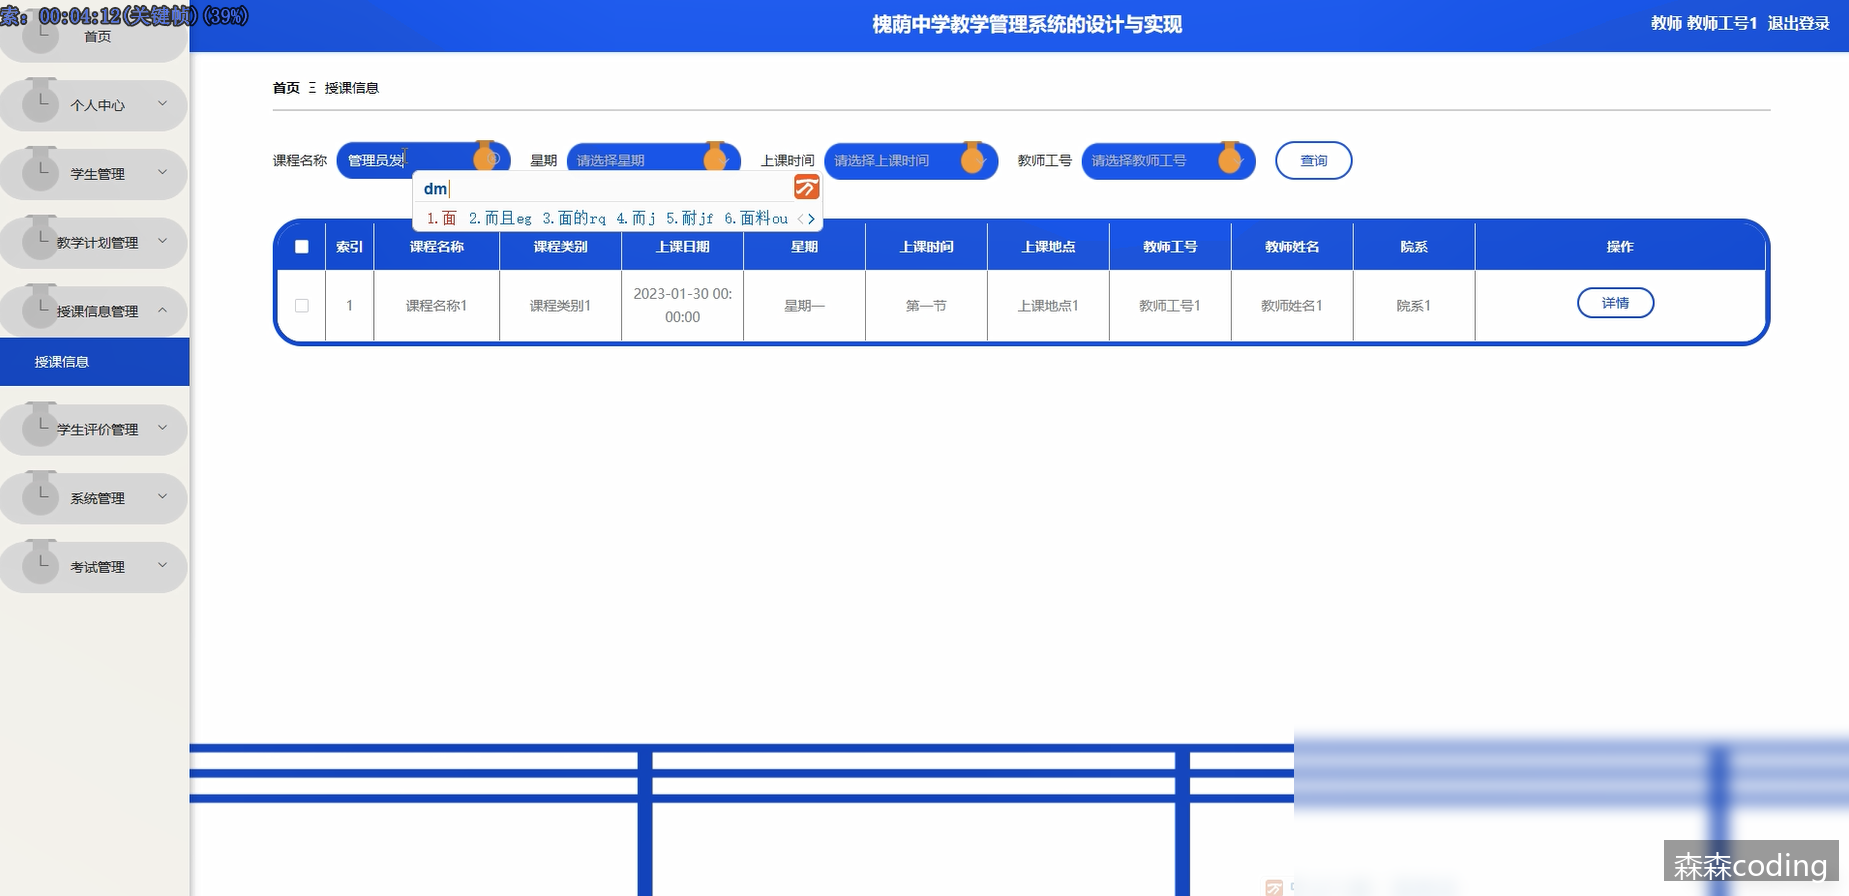 索: 00:04:12(关键帧)(39%)
槐荫中学教学管理系统的设计与实现
教师 教师工号1 退出登录
首页
个人中心
学生管理
教学计划管理
授课信息管理
授课信息
学生评价管理
系统管理
考试管理
首页 Ξ 授课信息
课程名称 管理员发 星期 请选择星期 上课时间 请选择上课时间 教师工号 请选择教师工号 查询
dm
1.面 2.而且eg 3.面的rq 4.而j 5.耐jf 6.面料ou
索引 课程名称 课程类别 上课日期 星期 上课时间 上课地点 教师工号 教师姓名 院系 操作
1 课程名称1 课程类别1 2023-01-30 00:00:00 星期一 第一节 上课地点1 教师工号1 教师姓名1 院系1 详情
森森coding